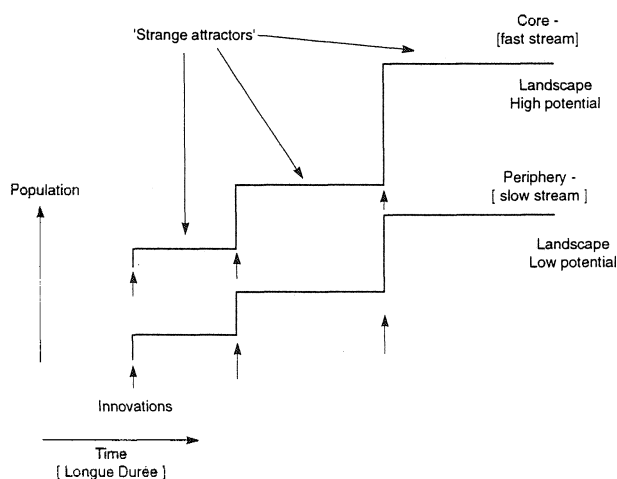 Core -
[fast stream]
'Strange attractors'
Landscape
High potential
Periphery -
[ slow stream ]
Population
Landscape
Low potential
Innovations
Time
[ Longue Durée ]